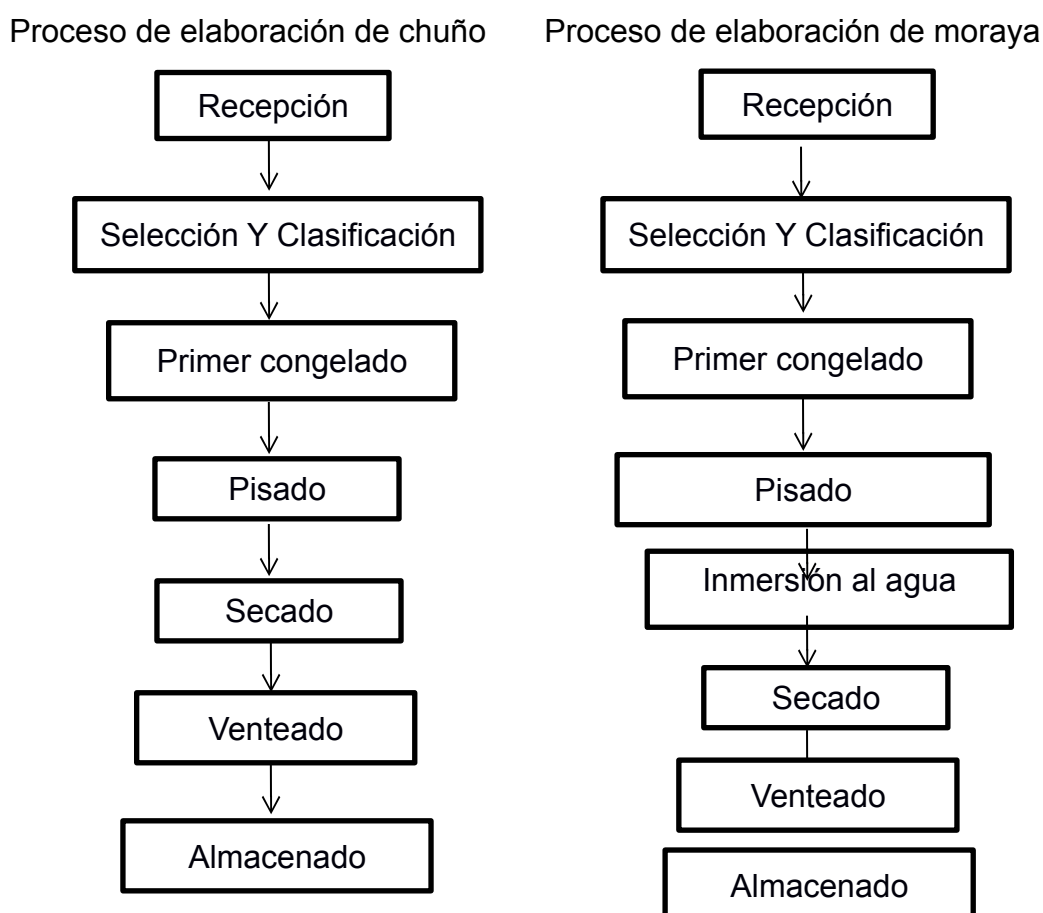 Proceso de elaboración de chuño
Recepción
Selección Y Clasificación
Primer congelado
Pisado
Secado
Venteado
Almacenado
Proceso de elaboración de moraya
Recepción
Selección Y Clasificación
Primer congelado
Pisado
Inmersión al agua
Secado
Venteado
Almacenado